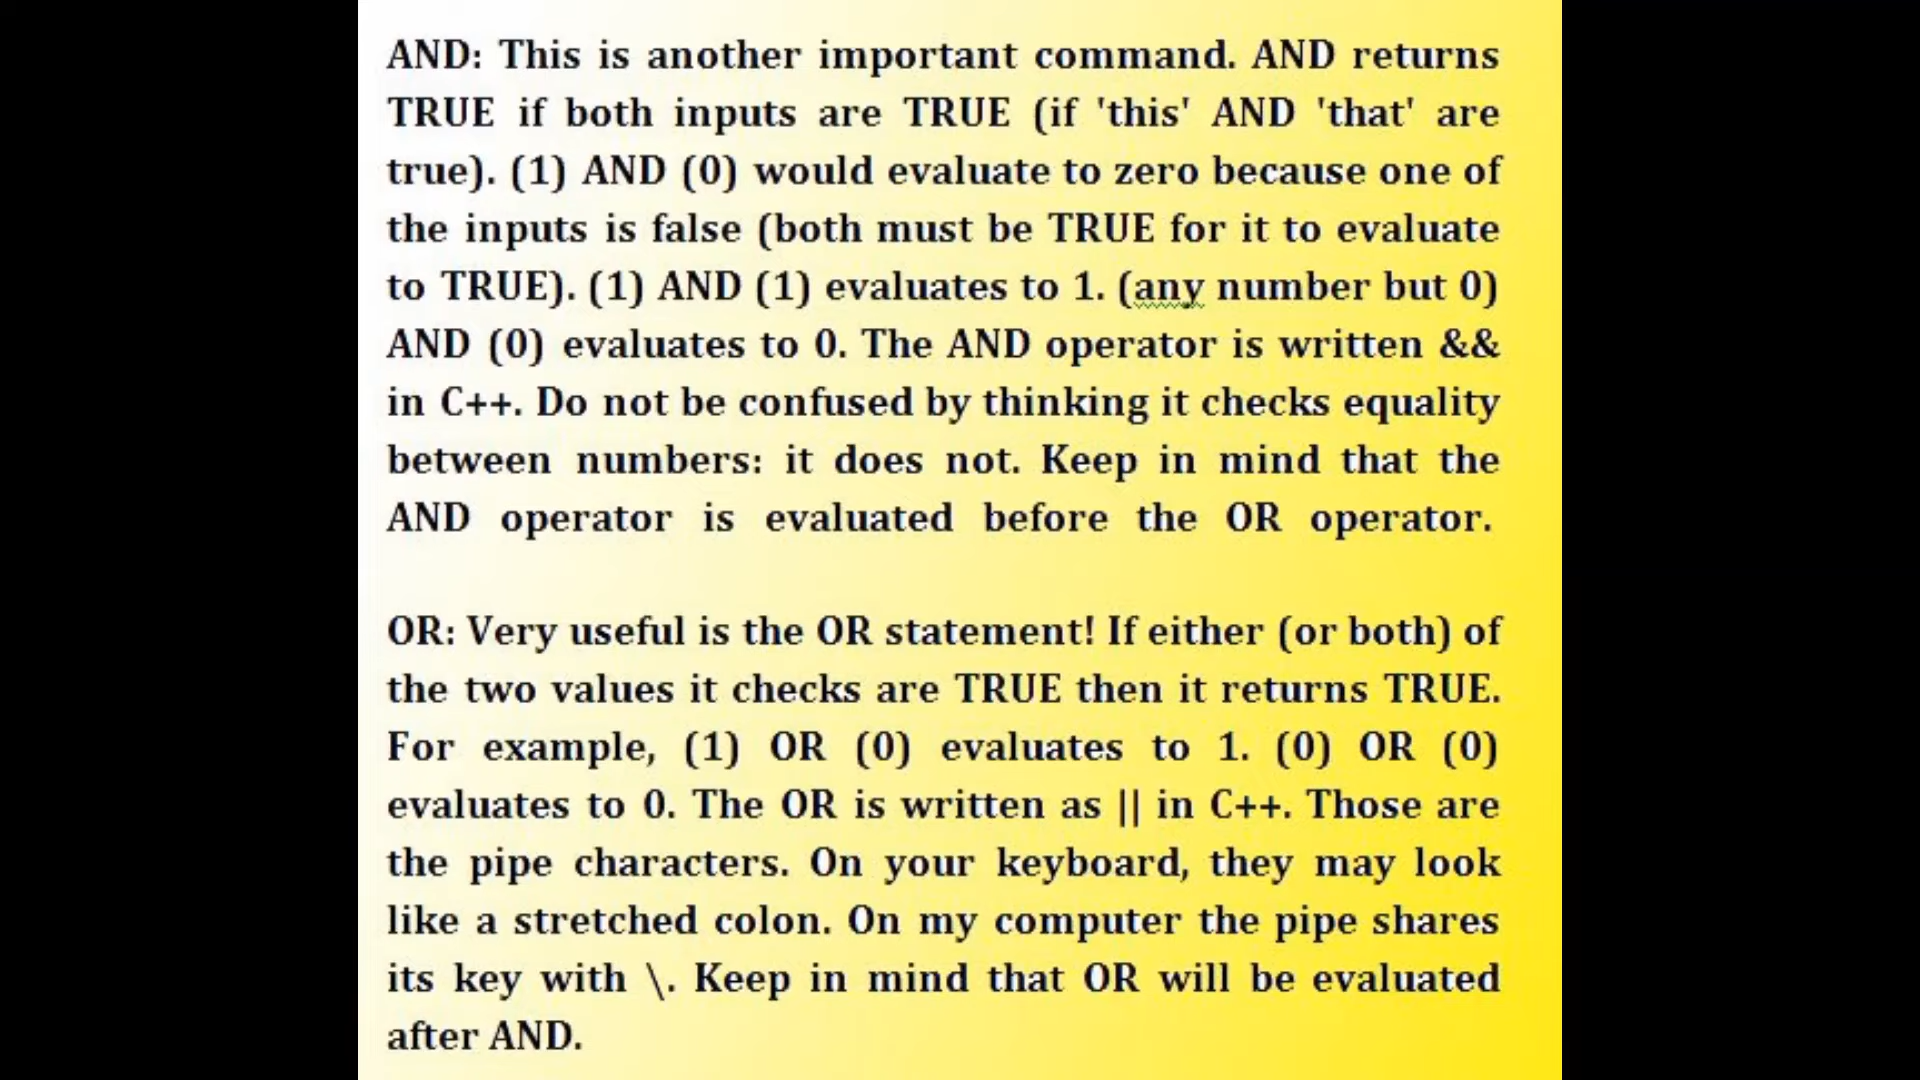 AND: This is another important command. AND returns
TRUE if both inputs are TRUE (if 'this' AND 'that' are
true). (1) AND (0) would evaluate to zero because one of
the inputs is false (both must be TRUE for it to evaluate
to TRUE). (1) AND (1) evaluates to 1. (any number but 0)
AND (0) evaluates to 0. The AND operator is written &&
in C++. Do not be confused by thinking it checks equality
between numbers: it does not. Keep in mind that the
AND operator is evaluated before the OR operator.
OR: Very useful is the OR statement! If either (or both) of
the two values it checks are TRUE then it returns TRUE.
For example, (1) OR (0) evaluates to 1. (0) OR (0)
evaluates to 0. The OR is written as || in C++. Those are
the pipe characters. On your keyboard, they may look
like a stretched colon. On my computer the pipe shares
its key with \. Keep in mind that OR will be evaluated
after AND.